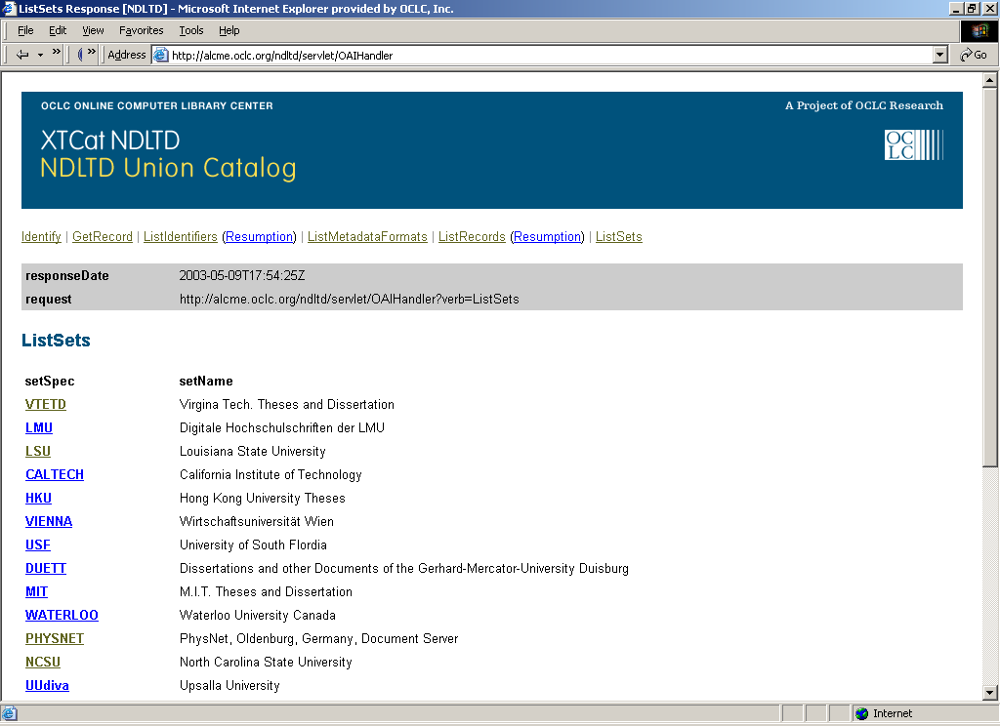 ListSets Response [NDLTD] - Microsoft Internet Explorer provided by OCLC, Inc.
File Edit View Favorites Tools Help
» » Address http://alcme.oclc.org/ndltd/servlet/OAIHandler Go
OCLC ONLINE COMPUTER LIBRARY CENTER A Project of OCLC Research
XTCat NDLTD
OC
LC
NDLTD Union Catalog
Identify | GetRecord | ListIdentifiers (Resumption) | ListMetadataFormats | ListRecords (Resumption) | ListSets
responseDate 2003-05-09T17:54:25Z
request http://alcme.oclc.org/ndltd/servlet/OAIHandler?verb=ListSets
ListSets
setSpec setName
VTETD Virgina Tech. Theses and Dissertation
LMU Digitale Hochschulschriften der LMU
LSU Louisiana State University
CALTECH California Institute of Technology
HKU Hong Kong University Theses
VIENNA Wirtschaftsuniversität Wien
USF University of South Flordia
DUETT Dissertations and other Documents of the Gerhard-Mercator-University Duisburg
MIT M.I.T. Theses and Dissertation
WATERLOO Waterloo University Canada
PHYSNET PhysNet, Oldenburg, Germany, Document Server
NCSU North Carolina State University
UUdiva Upsalla University
Internet